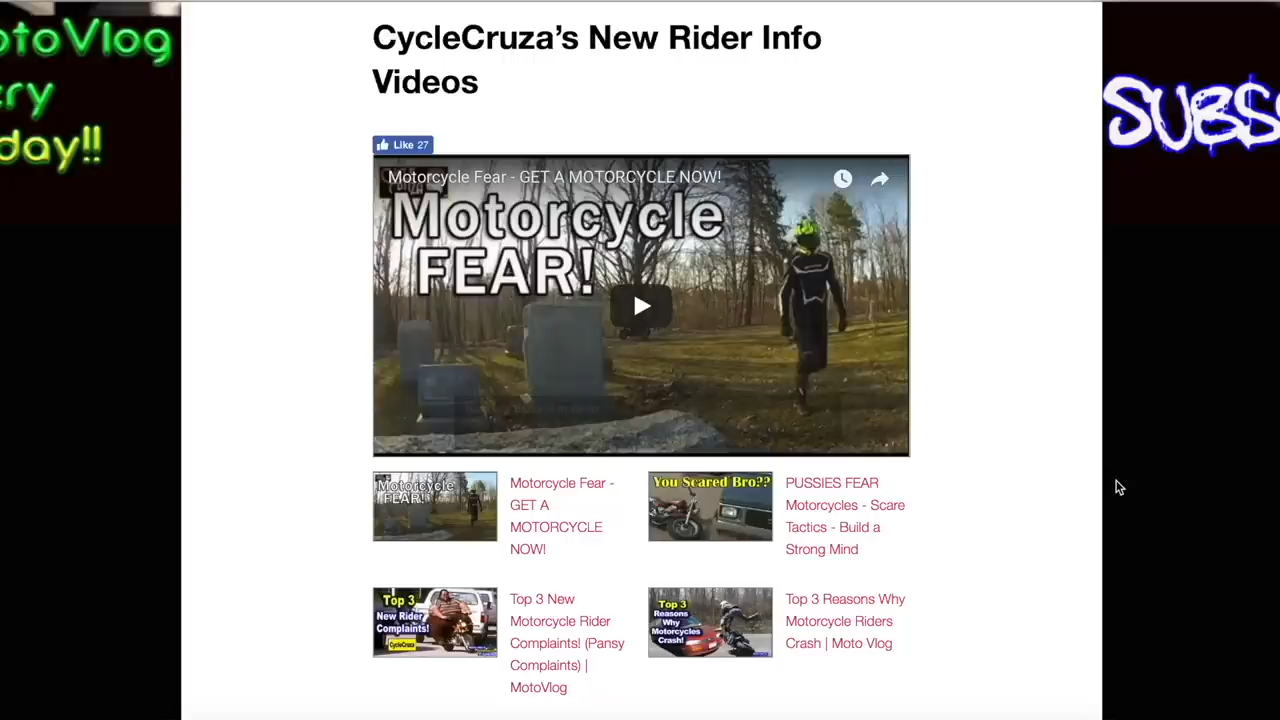 otoVlog
ery
day!!
SUBS
CycleCruza's New Rider Info
Videos
Like 27
Motorcycle Fear - GET A MOTORCYCLE NOW!
Motorcycle
FEAR!
Motorcycle
FEAR!
Motorcycle Fear -
GET A
MOTORCYCLE
NOW!
You Scared Bro??
PUSSIES FEAR
Motorcycles - Scare
Tactics - Build a
Strong Mind
Top 3
New Rider
Complaints!
CycleCruza
Top 3 New
Motorcycle Rider
Complaints! (Pansy
Complaints) |
MotoVlog
Top 3
Reasons
Why
Motorcycles
Crash!
Top 3 Reasons Why
Motorcycle Riders
Crash | Moto Vlog